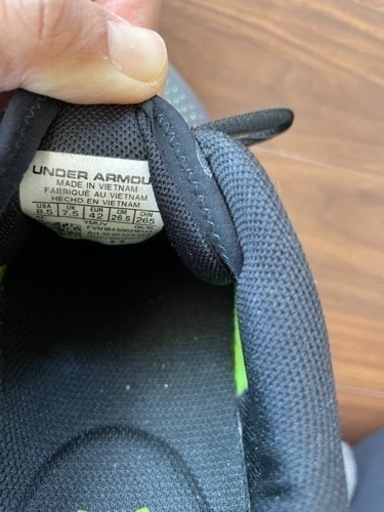 UNDER ARMOU
MADE IN VIETNAM
FABRIQUÉ AU VIETNAM
HECHO EN VIETNAM
USA UK EUR CM CHN
8.5 7.5 42 26.5 265
VMUV